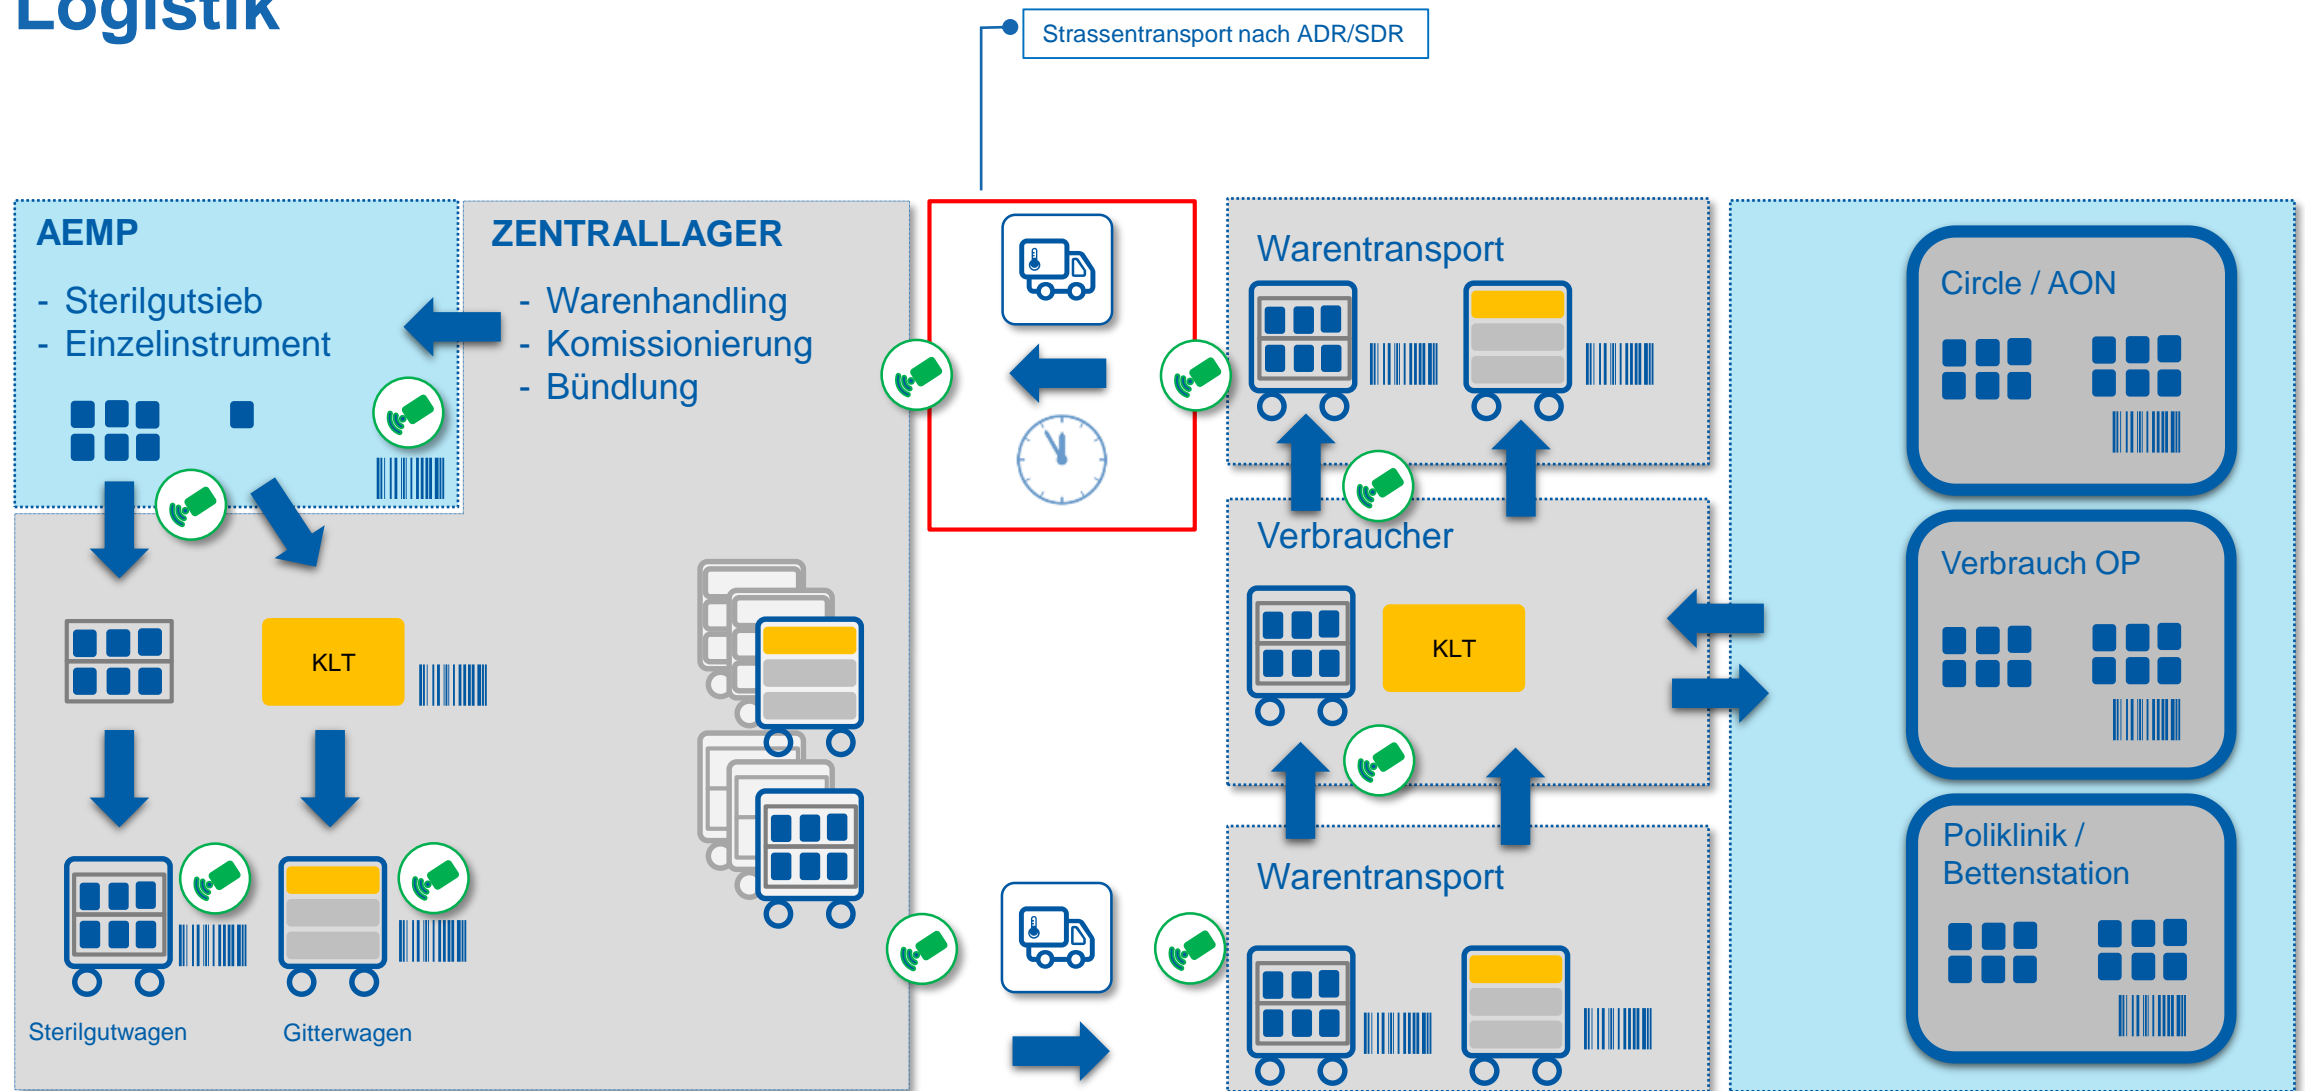 Logistik
Strassentransport nach ADR/SDR
AEMP
- Sterilgutsieb
- Einzelinstrument
ZENTRALLAGER
- Warenhandling
- Komissionierung
- Bündlung
KLT
Sterilgutwagen
Gitterwagen
Warentransport
Verbraucher
KLT
Warentransport
Circle / AON
Verbrauch OP
Poliklinik /
Bettenstation